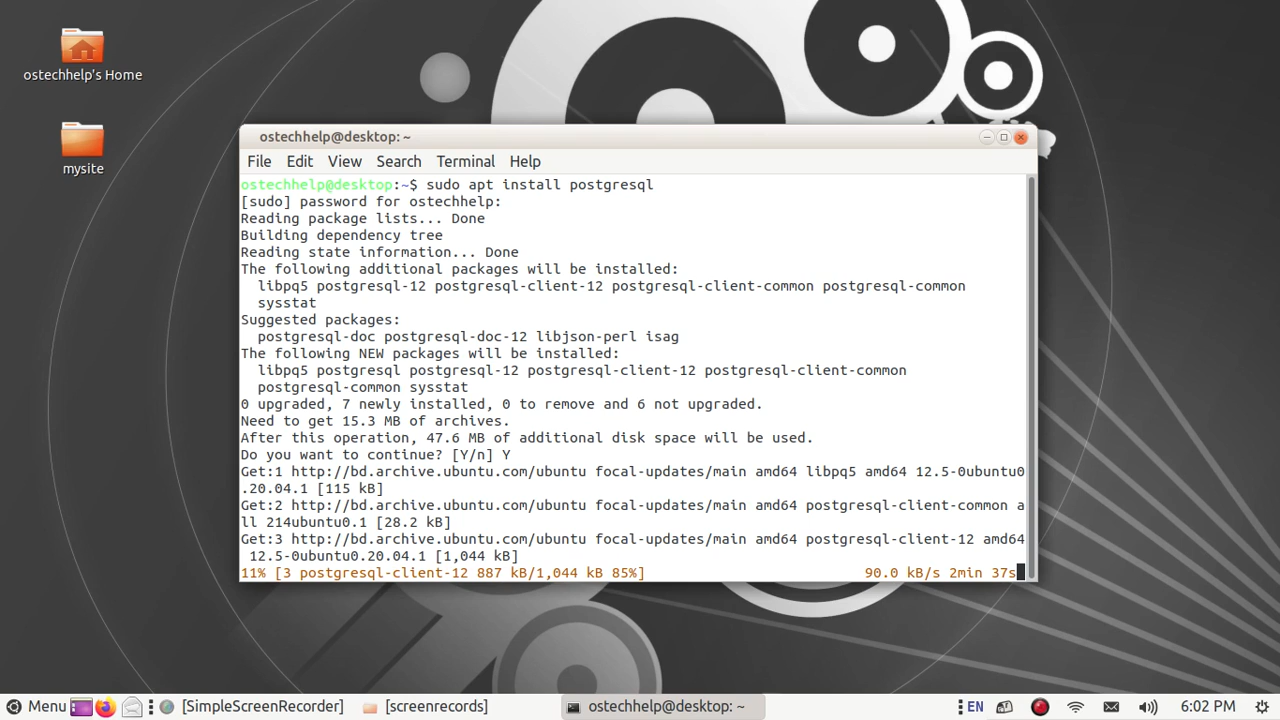 ostechhelp's Home
mysite
ostechhelp@desktop: ~
File Edit View Search Terminal Help
ostechhelp@desktop:~$ sudo apt install postgresql
[sudo] password for ostechhelp:
Reading package lists... Done
Building dependency tree
Reading state information... Done
The following additional packages will be installed:
  libpq5 postgresql-12 postgresql-client-12 postgresql-client-common postgresql-common
  sysstat
Suggested packages:
  postgresql-doc postgresql-doc-12 libjson-perl isag
The following NEW packages will be installed:
  libpq5 postgresql postgresql-12 postgresql-client-12 postgresql-client-common
  postgresql-common sysstat
0 upgraded, 7 newly installed, 0 to remove and 6 not upgraded.
Need to get 15.3 MB of archives.
After this operation, 47.6 MB of additional disk space will be used.
Do you want to continue? [Y/n] Y
Get:1 http://bd.archive.ubuntu.com/ubuntu focal-updates/main amd64 libpq5 amd64 12.5-0ubuntu0
.20.04.1 [115 kB]
Get:2 http://bd.archive.ubuntu.com/ubuntu focal-updates/main amd64 postgresql-client-common a
ll 214ubuntu0.1 [28.2 kB]
Get:3 http://bd.archive.ubuntu.com/ubuntu focal-updates/main amd64 postgresql-client-12 amd64
 12.5-0ubuntu0.20.04.1 [1,044 kB]
11% [3 postgresql-client-12 887 kB/1,044 kB 85%] 90.0 kB/s 2min 37s
Menu [SimpleScreenRecorder] [screenrecords] ostechhelp@desktop: ~ EN 6:02 PM